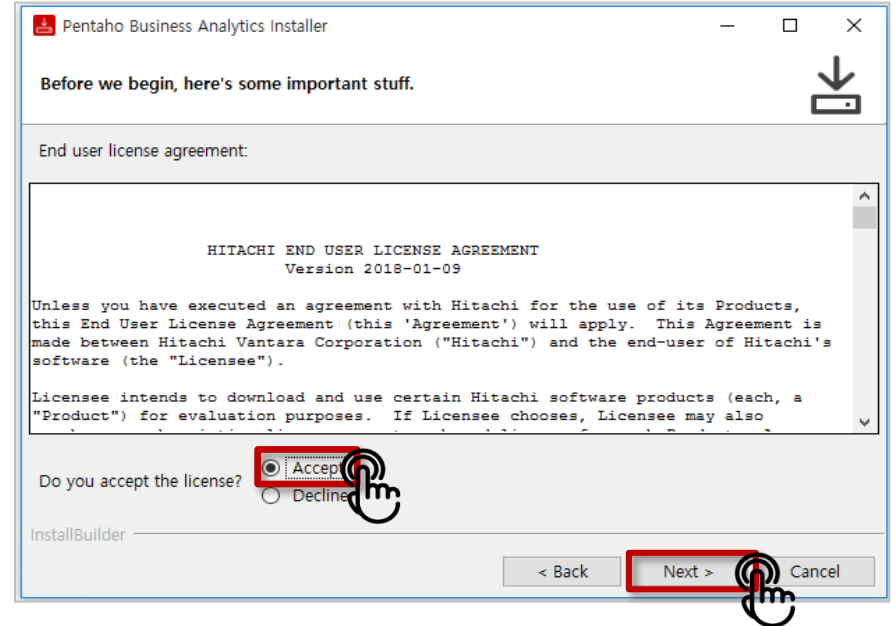 Pentaho Business Analytics Installer
Before we begin, here's some important stuff.
End user license agreement:
HITACHI END USER LICENSE AGREEMENT
Version 2018-01-09
Unless you have executed an agreement with Hitachi for the use of its Products,
this End User License Agreement (this 'Agreement') will apply.  This Agreement is
made between Hitachi Vantara Corporation ("Hitachi") and the end-user of Hitachi's
software (the "Licensee").
Licensee intends to download and use certain Hitachi software products (each, a
"Product") for evaluation purposes.  If Licensee chooses, Licensee may also
Do you accept the license?
Accept
Decline
InstallBuilder
< Back
Next >
Cancel